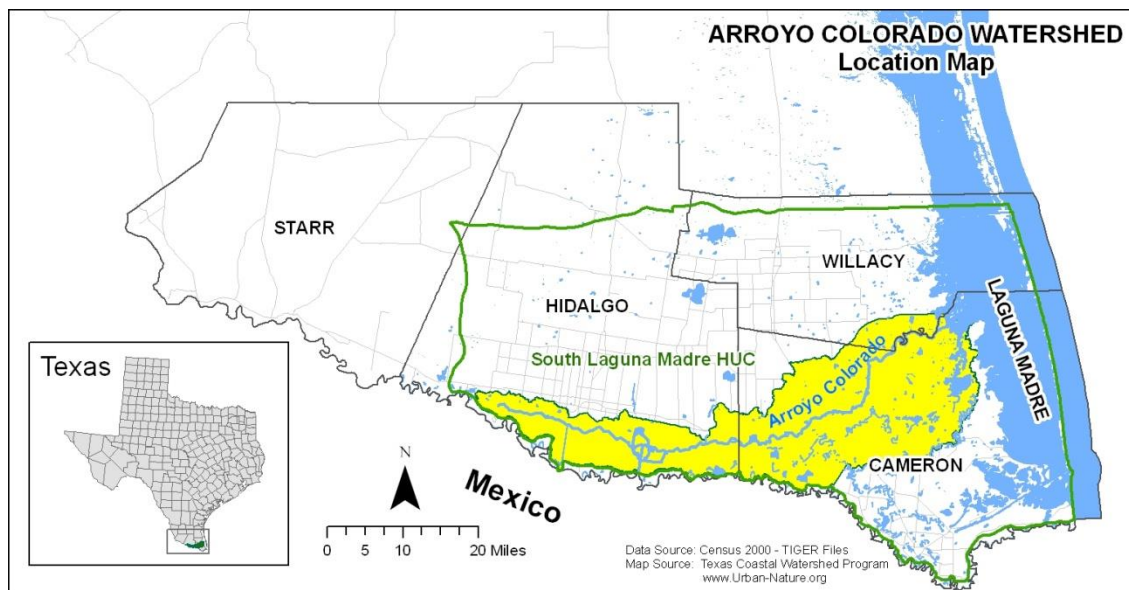 ARROYO COLORADO WATERSHED
Location Map
STARR
WILLACY
HIDALGO
LAGUNA MADRE
South Laguna Madre HUC
Arroyo Colorado
Texas
CAMERON
N
Mexico
0 5 10 20 Miles
Data Source: Census 2000 - TIGER Files
Map Source: Texas Coastal Watershed Program
www.Urban-Nature.org